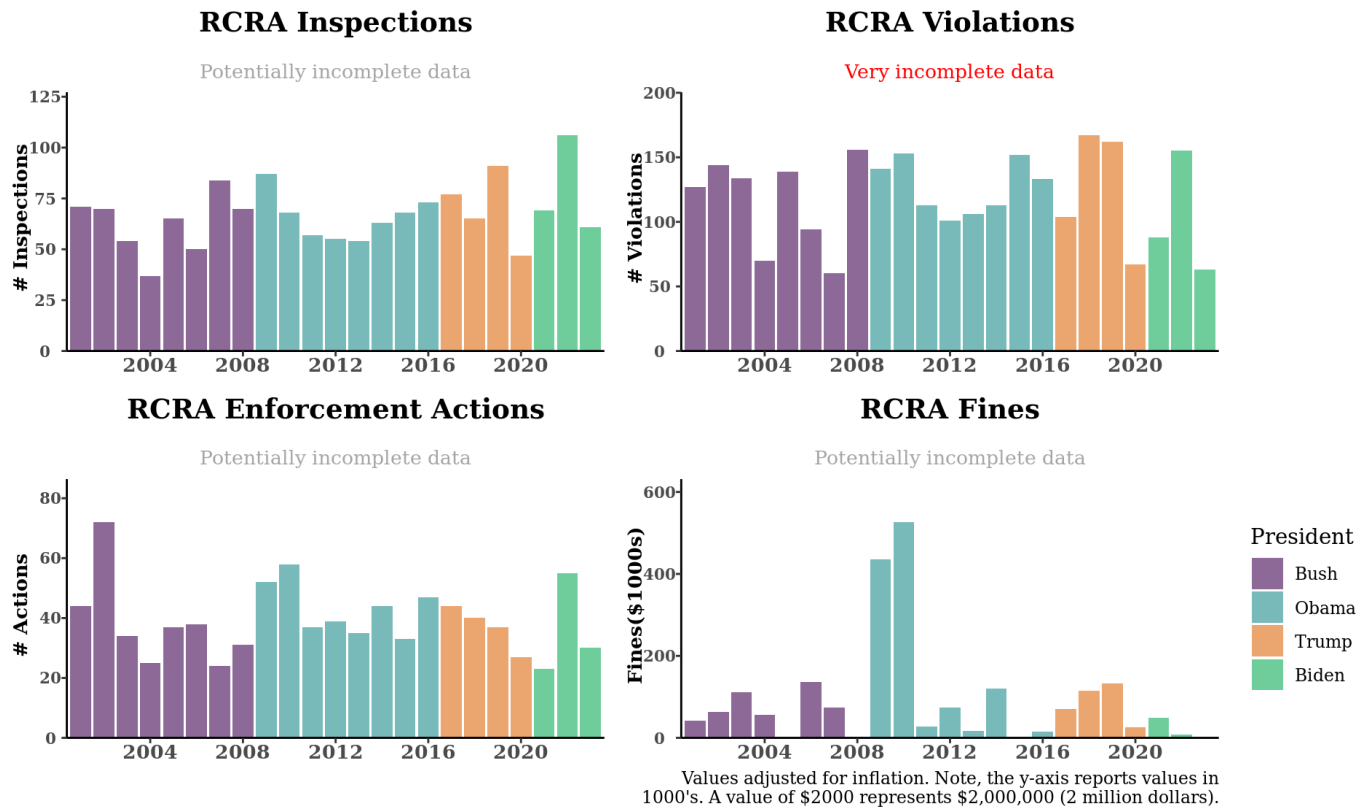 RCRA Inspections
Potentially incomplete data
# Inspections
125
100
75
50
25
0
2004 2008 2012 2016 2020
RCRA Violations
Very incomplete data
# Violations
200
150
100
50
0
2004 2008 2012 2016 2020
RCRA Enforcement Actions
Potentially incomplete data
# Actions
80
60
40
20
0
2004 2008 2012 2016 2020
RCRA Fines
Potentially incomplete data
Fines($1000s)
600
400
200
0
2004 2008 2012 2016 2020
Values adjusted for inflation. Note, the y-axis reports values in
1000's. A value of $2000 represents $2,000,000 (2 million dollars).
President
Bush
Obama
Trump
Biden